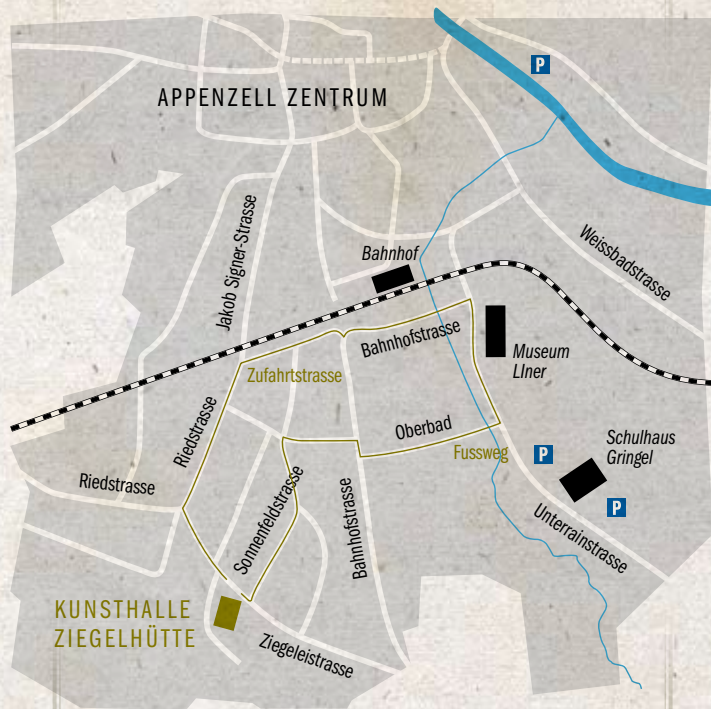 P
APPENZELL ZENTRUM
Jakob Signer-Strasse
Weissbadstrasse
Bahnhof
Bahnhofstrasse
Museum
LIner
Zufahrtstrasse
Riedstrasse
Oberbad
Fussweg
P
Schulhaus
Gringel
Riedstrasse
Sonnenfeldstrasse
Bahnhofstrasse
P
Unterrainstrasse
KUNSTHALLE
ZIEGELHÜTTE
Ziegeleistrasse